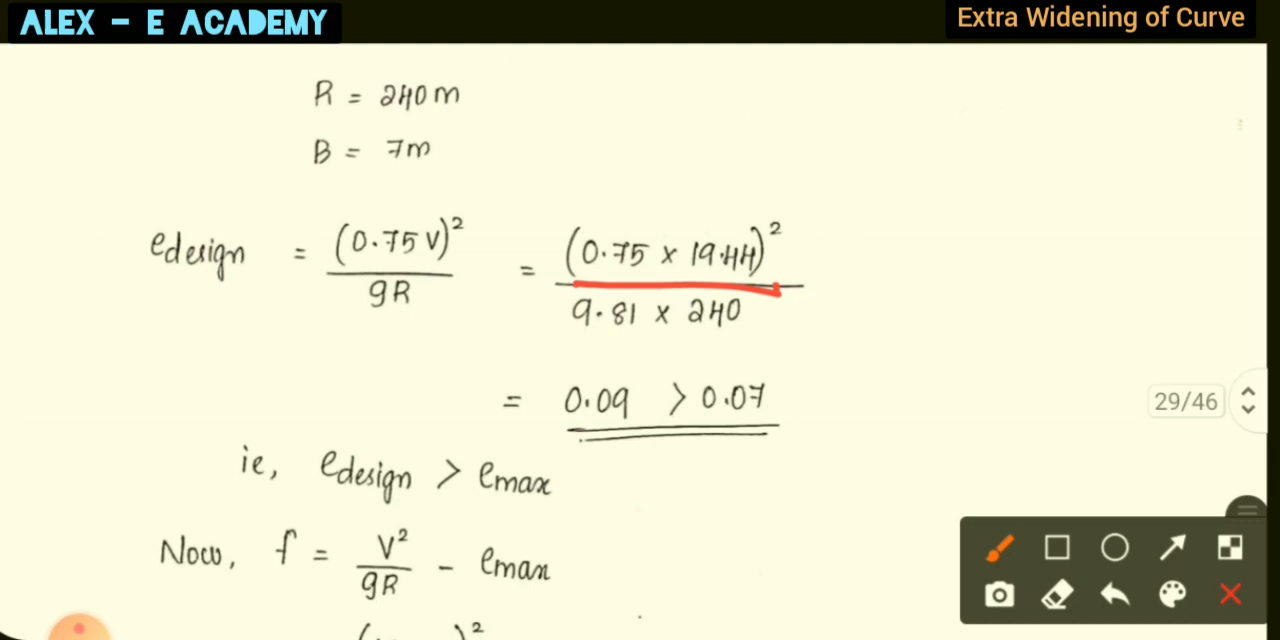 ALEX - E ACADEMY
Extra Widening of Curve
R = 240 m
B = 7m
edesign = (0.75 V)² / gR = (0.75 x 19.44)² / 9.81 x 240
= 0.09 > 0.07
29/46
ie, edesign > emax
Now, f = V² / gR - emax
( )²